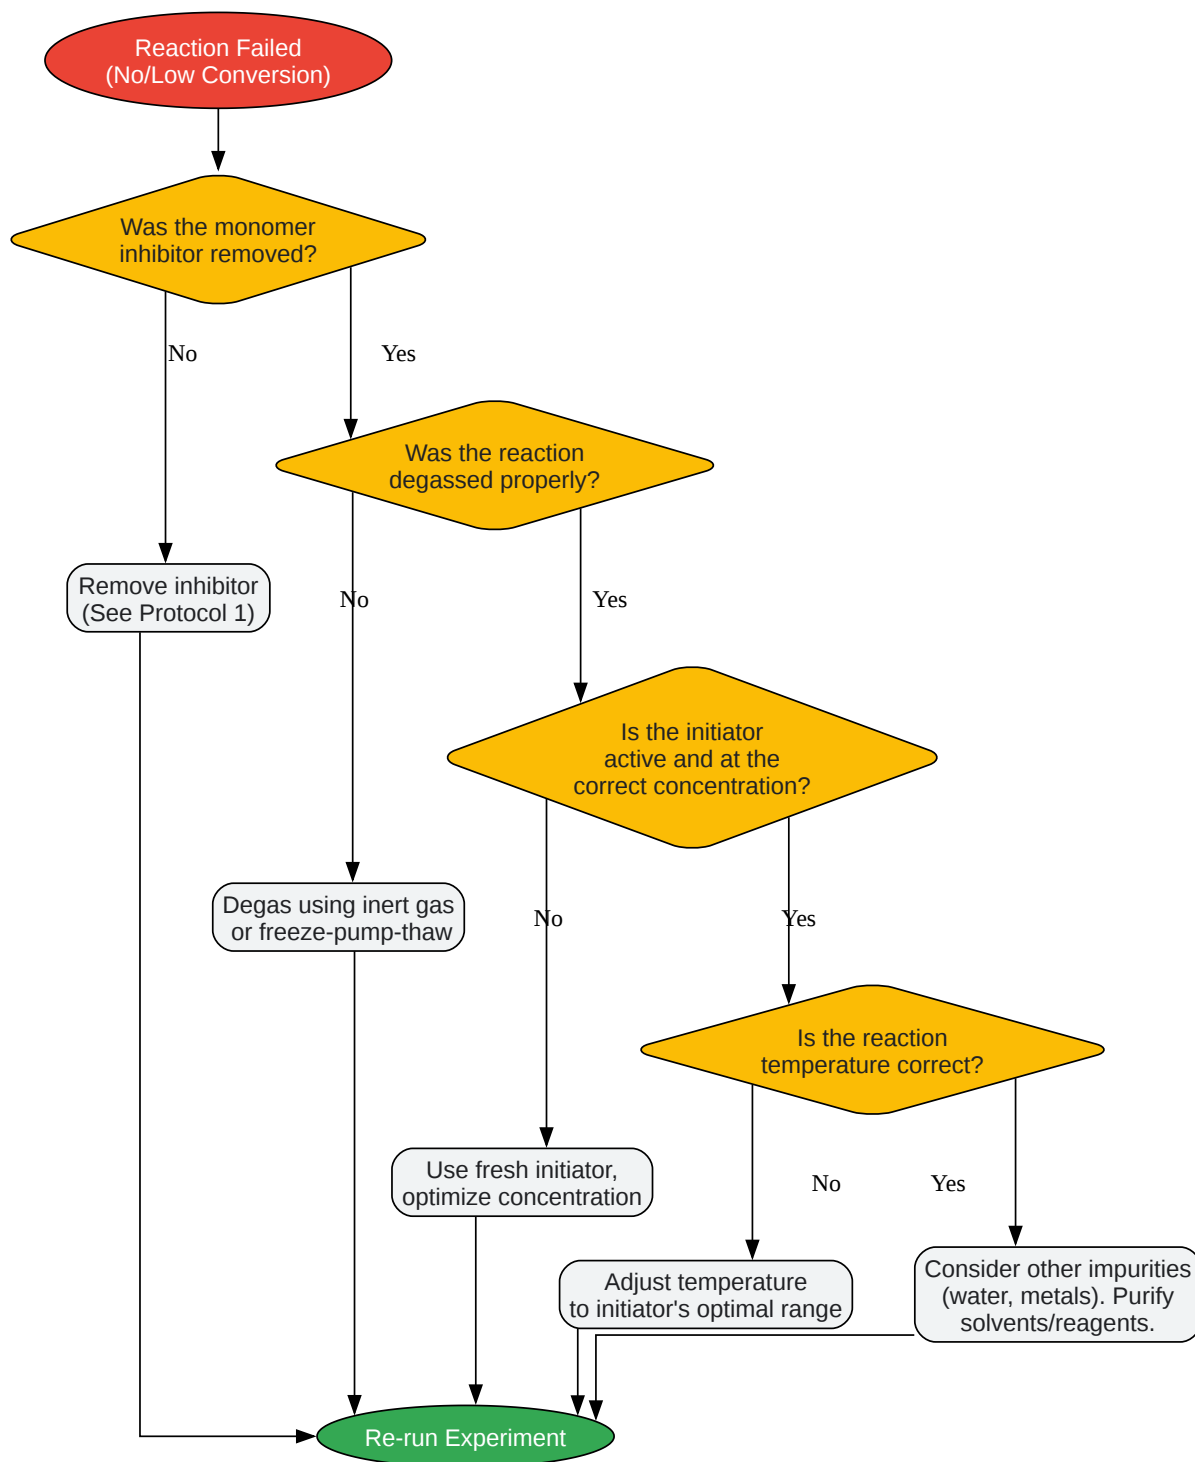 Reaction Failed
(No/Low Conversion)
Was the monomer
inhibitor removed?
No
Yes
Was the reaction
degassed properly?
Remove inhibitor
(See Protocol 1)
No
Yes
Is the initiator
active and at the
correct concentration?
Degas using inert gas
or freeze-pump-thaw
No
Yes
Is the reaction
temperature correct?
Use fresh initiator,
optimize concentration
No
Yes
Adjust temperature
to initiator's optimal range
Consider other impurities
(water, metals). Purify
solvents/reagents.
Re-run Experiment